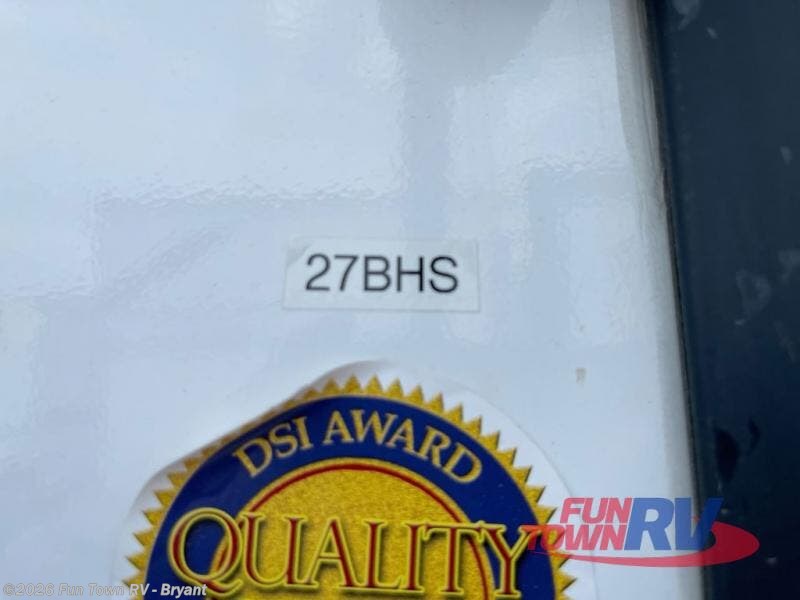 27BHS
DSI AWARD
QUALITY
FUN
TOWN RV
©2026 Fun Town RV - Bryant